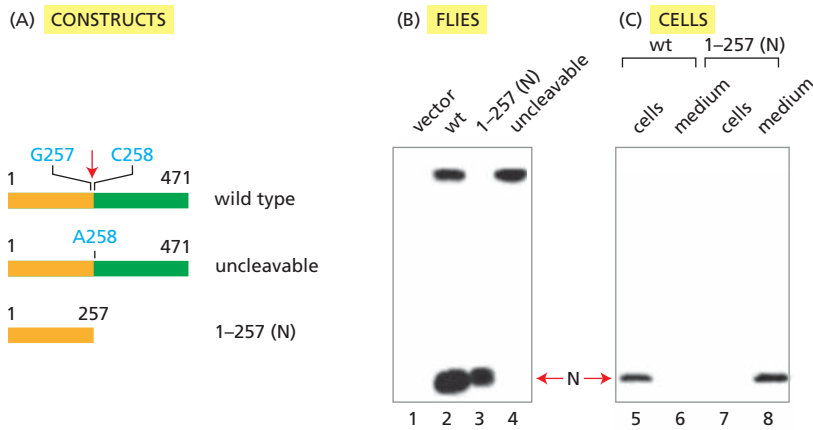 (A) CONSTRUCTS
G257 C258
1 471
wild type
A258
1 471
uncleavable
1 257
1–257 (N)
(B) FLIES
vector
wt
1–257 (N)
uncleavable
1 2 3 4
N
(C) CELLS
wt 1–257 (N)
cells
medium
cells
medium
5 6 7 8